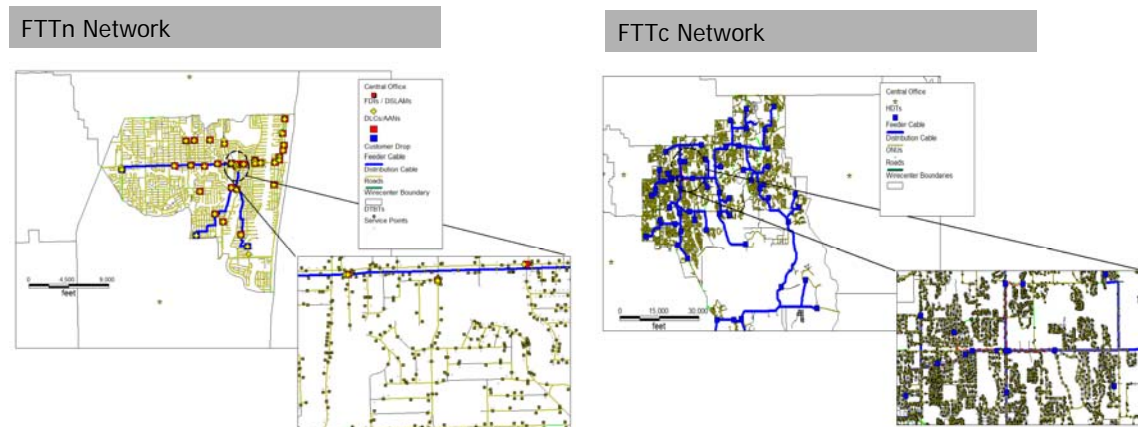 FTTn Network
Central Office
FDIs / DSLAMs
DLCs/AANs
Customer Drop
Feeder Cable
Distribution Cable
Roads
Wirecenter Boundary
DTBTs
Service Points
0 4,500 9,000
feet
FTTc Network
Central Office
HDTs
Feeder Cable
Distribution Cable
ONUs
Roads
Wirecenter Boundaries
0 15,000 30,000
feet